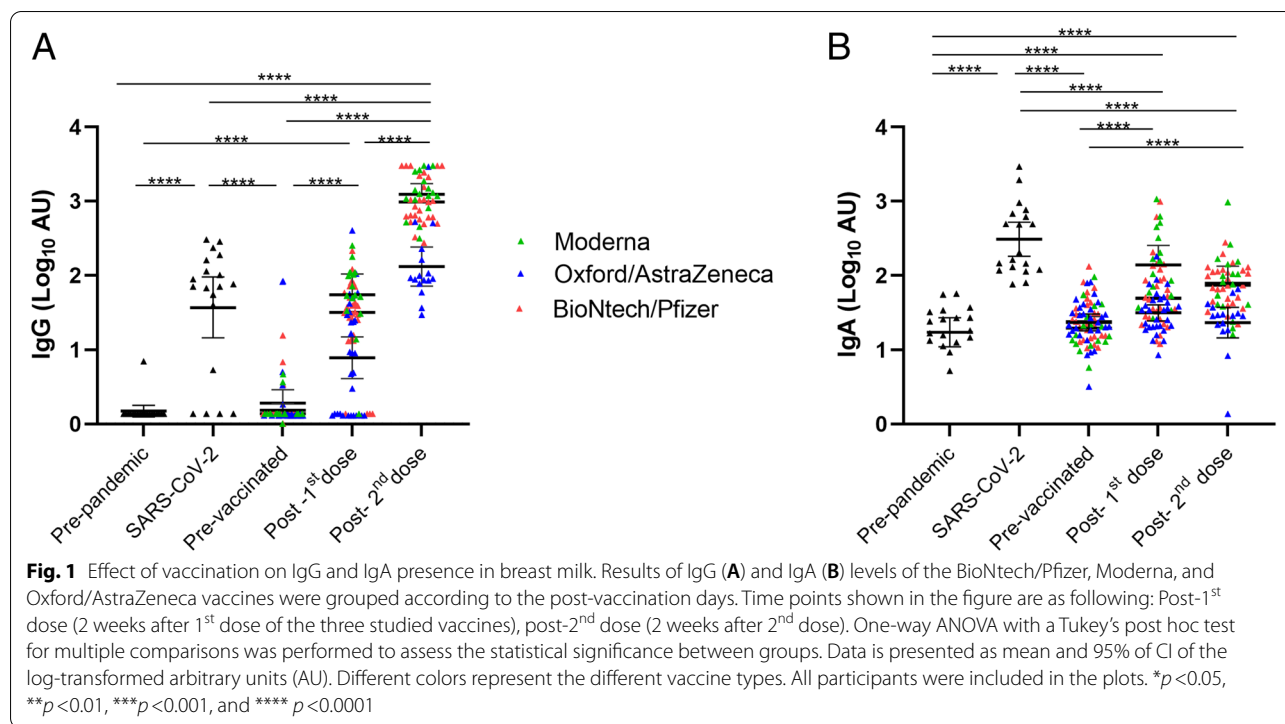 A
****
****
****
****
****
****
****
****
4
3
2
1
0
IgG (Log10 AU)
Pre-pandemic
SARS-CoV-2
Pre-vaccinated
Post -1st dose
Post- 2nd dose
Moderna
Oxford/AstraZeneca
BioNtech/Pfizer
B
****
****
****
****
****
****
****
****
4
3
2
1
0
IgA (Log10 AU)
Pre-pandemic
SARS-CoV-2
Pre-vaccinated
Post- 1st dose
Post- 2nd dose
Fig. 1 Effect of vaccination on IgG and IgA presence in breast milk. Results of IgG (A) and IgA (B) levels of the BioNtech/Pfizer, Moderna, and
Oxford/AstraZeneca vaccines were grouped according to the post-vaccination days. Time points shown in the figure are as following: Post-1st
dose (2 weeks after 1st dose of the three studied vaccines), post-2nd dose (2 weeks after 2nd dose). One-way ANOVA with a Tukey's post hoc test
for multiple comparisons was performed to assess the statistical significance between groups. Data is presented as mean and 95% of CI of the
log-transformed arbitrary units (AU). Different colors represent the different vaccine types. All participants were included in the plots. *p<0.05,
**p<0.01, ***p<0.001, and **** p<0.0001